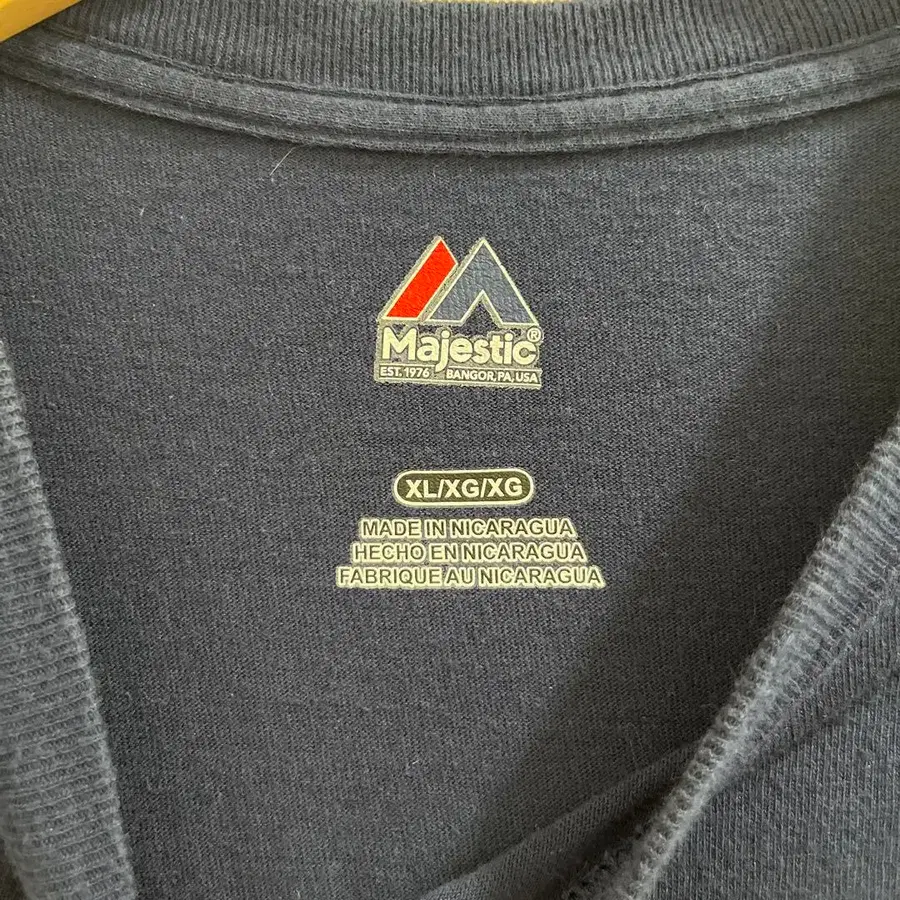 Majestic®
EST. 1976 BANGOR, PA, USA
XL/XG/XG
MADE IN NICARAGUA
HECHO EN NICARAGUA
FABRIQUE AU NICARAGUA